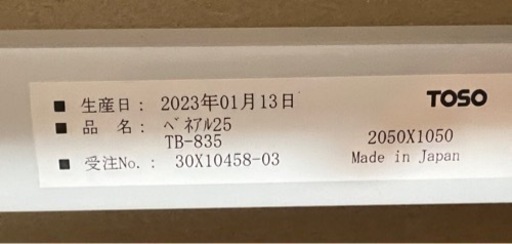 ■ 生産日： 2023年01月13日
TOSO
■ 品　名： ﾍﾞﾈｱﾙ25
TB-835
2050X1050
■ 受注No.： 30X10458-03
Made in Japan